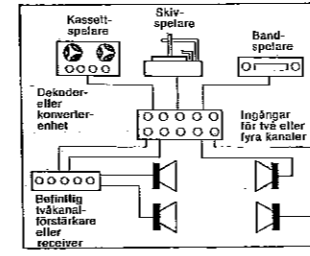 Kassett-
spelare
Skiv-
spelare
Band-
spelare
Dekoder-
eller
konverter-
enhet
Ingångar
för två eller
fyra kanaler
Befintlig
tvåkanal-
förstärkare
eller
receiver